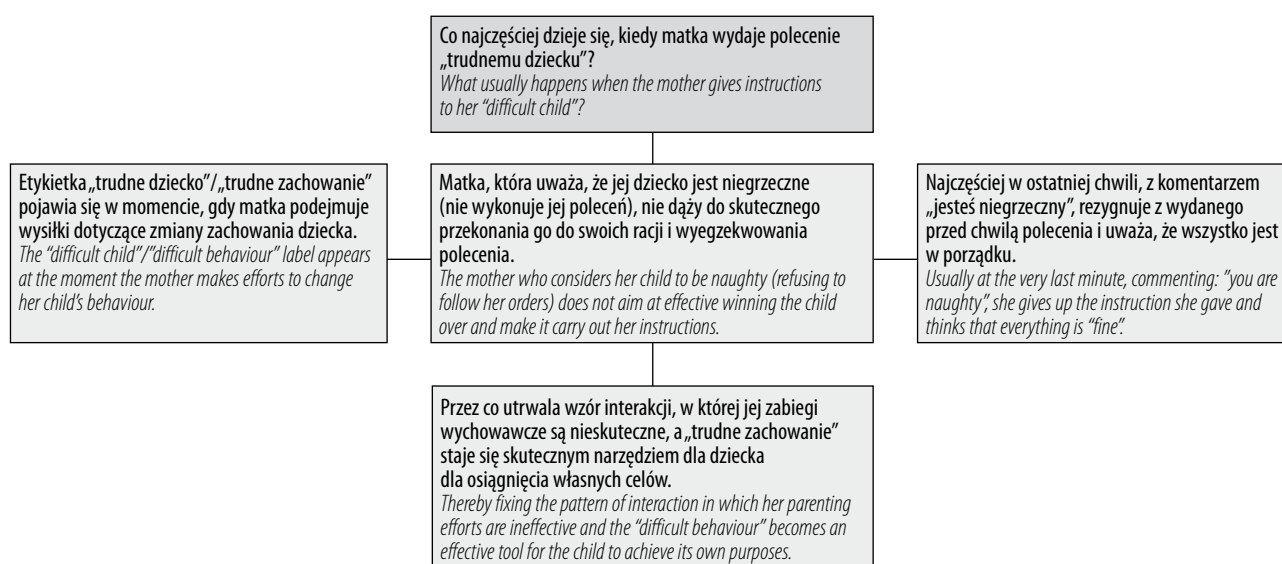 Co najczęściej dzieje się, kiedy matka wydaje polecenie
„trudnemu dziecku”?
What usually happens when the mother gives instructions
to her “difficult child”?
Etykietka „trudne dziecko”/„trudne zachowanie”
pojawia się w momencie, gdy matka podejmuje
wysiłki dotyczące zmiany zachowania dziecka.
The “difficult child”/“difficult behaviour” label appears
at the moment the mother makes efforts to change
her child’s behaviour.
Matka, która uważa, że jej dziecko jest niegrzeczne
(nie wykonuje jej poleceń), nie dąży do skutecznego
przekonania go do swoich racji i wyegzekwowania
polecenia.
The mother who considers her child to be naughty (refusing to
follow her orders) does not aim at effective winning the child
over and make it carry out her instructions.
Najczęściej w ostatniej chwili, z komentarzem
„jesteś niegrzeczny”, rezygnuje z wydanego
przed chwilą polecenia i uważa, że wszystko jest
w porządku.
Usually at the very last minute, commenting: ”you are
naughty”, she gives up the instruction she gave and
thinks that everything is “fine”.
Przez co utrwala wzór interakcji, w której jej zabiegi
wychowawcze są nieskuteczne, a „trudne zachowanie”
staje się skutecznym narzędziem dla dziecka
dla osiągnięcia własnych celów.
Thereby fixing the pattern of interaction in which her parenting
efforts are ineffective and the “difficult behaviour” becomes an
effective tool for the child to achieve its own purposes.